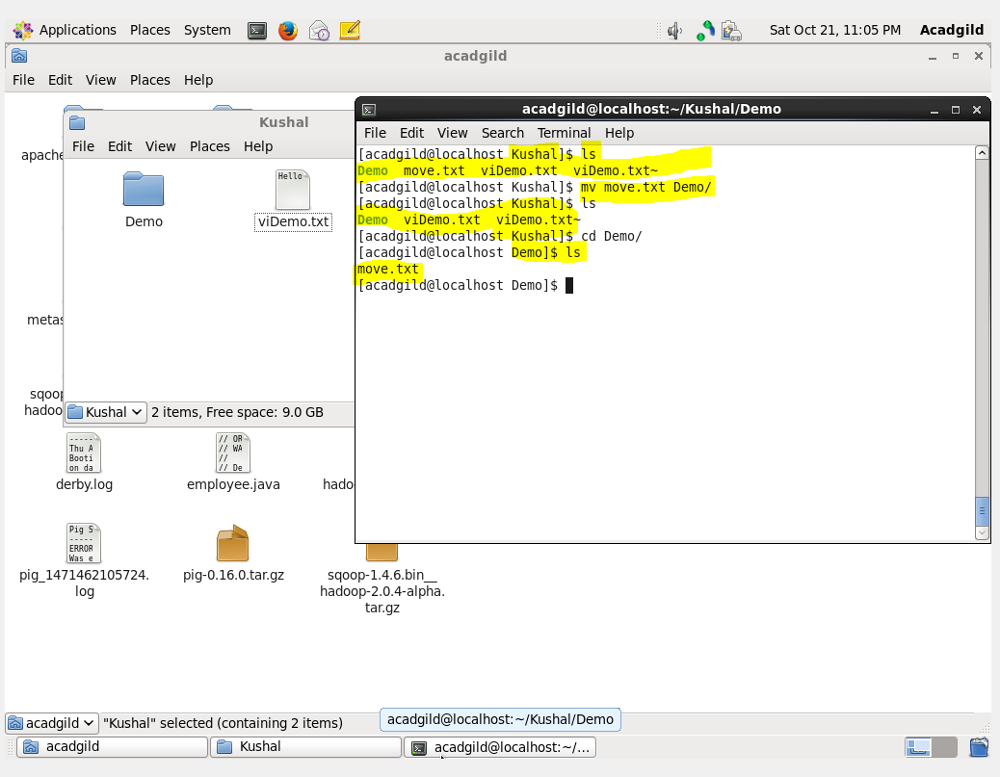 Applications Places System Sat Oct 21, 11:05 PM Acadgild
acadgild
File Edit View Places Help
apache
metas
sqoop
hadoo
Kushal
File Edit View Places Help
Hello
Demo
viDemo.txt
Kushal 2 items, Free space: 9.0 GB
acadgild@localhost:~/Kushal/Demo
File Edit View Search Terminal Help
[acadgild@localhost Kushal]$ ls
Demo move.txt viDemo.txt viDemo.txt~
[acadgild@localhost Kushal]$ mv move.txt Demo/
[acadgild@localhost Kushal]$ ls
Demo viDemo.txt viDemo.txt~
[acadgild@localhost Kushal]$ cd Demo/
[acadgild@localhost Demo]$ ls
move.txt
[acadgild@localhost Demo]$
-----
Thu A
Booti
on da
derby.log
// OR
// WA
//
// De
employee.java
hadoo
Pig S
-----
ERROR
Was e
pig_1471462105724.
log
pig-0.16.0.tar.gz
sqoop-1.4.6.bin__
hadoop-2.0.4-alpha.
tar.gz
acadgild "Kushal" selected (containing 2 items)
acadgild@localhost:~/Kushal/Demo
acadgild Kushal acadgild@localhost:~/...